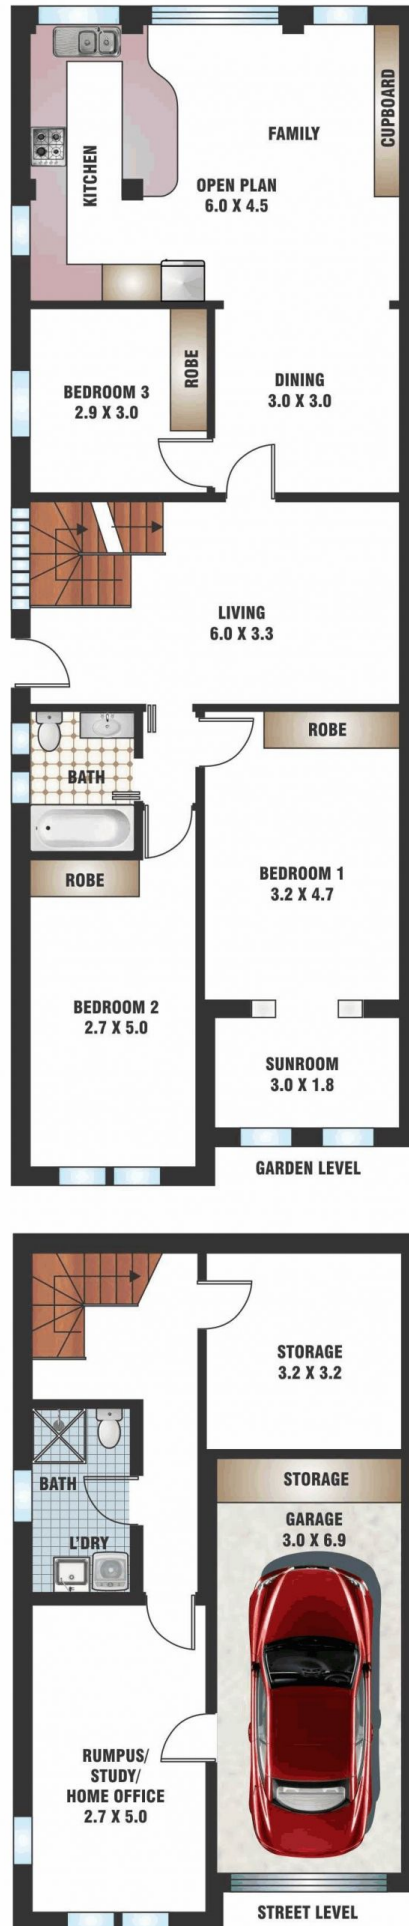 KITCHEN
FAMILY
CUPBOARD
OPEN PLAN
6.0 X 4.5
BEDROOM 3
2.9 X 3.0
ROBE
DINING
3.0 X 3.0
LIVING
6.0 X 3.3
BATH
ROBE
ROBE
BEDROOM 1
3.2 X 4.7
BEDROOM 2
2.7 X 5.0
SUNROOM
3.0 X 1.8
GARDEN LEVEL
STORAGE
3.2 X 3.2
BATH
L'DRY
STORAGE
GARAGE
3.0 X 6.9
RUMPUS/
STUDY/
HOME OFFICE
2.7 X 5.0
STREET LEVEL